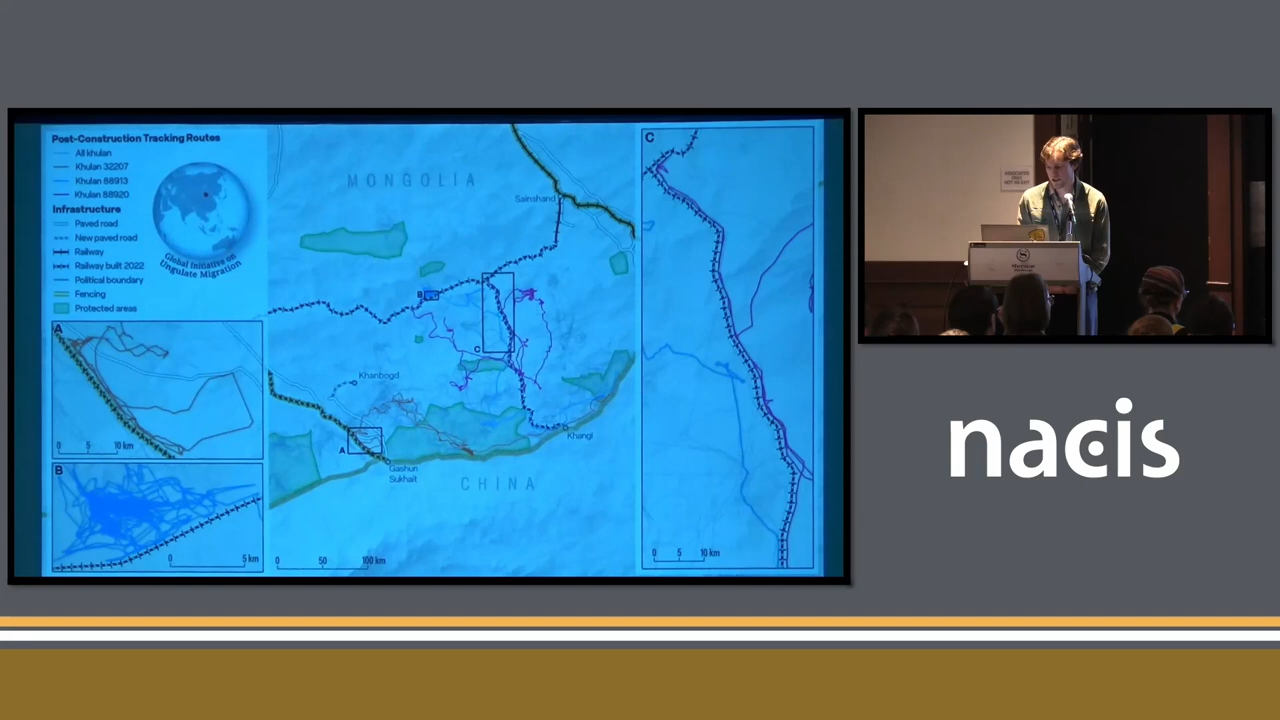 Post-Construction Tracking Routes
All khulan
Khulan 32207
Khulan 88913
Khulan 88920
Infrastructure
Paved road
New paved road
Railway
Railway built 2022
Political boundary
Fencing
Protected areas
Global Initiative on
Ungulate Migration
A
0 5 10 km
B
0 5 km
MONGOLIA
Sainshand
B
C
Khanbogd
A
Gashun
Sukhait
Khangi
CHINA
0 50 100 km
C
0 5 10 km
nacis